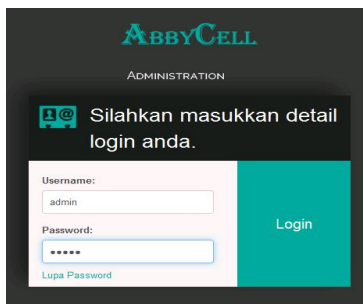 ABBYCELL
ADMINISTRATION
Silahkan masukkan detail
login anda.
Username:
admin
Password:
•••••
Login
Lupa Password